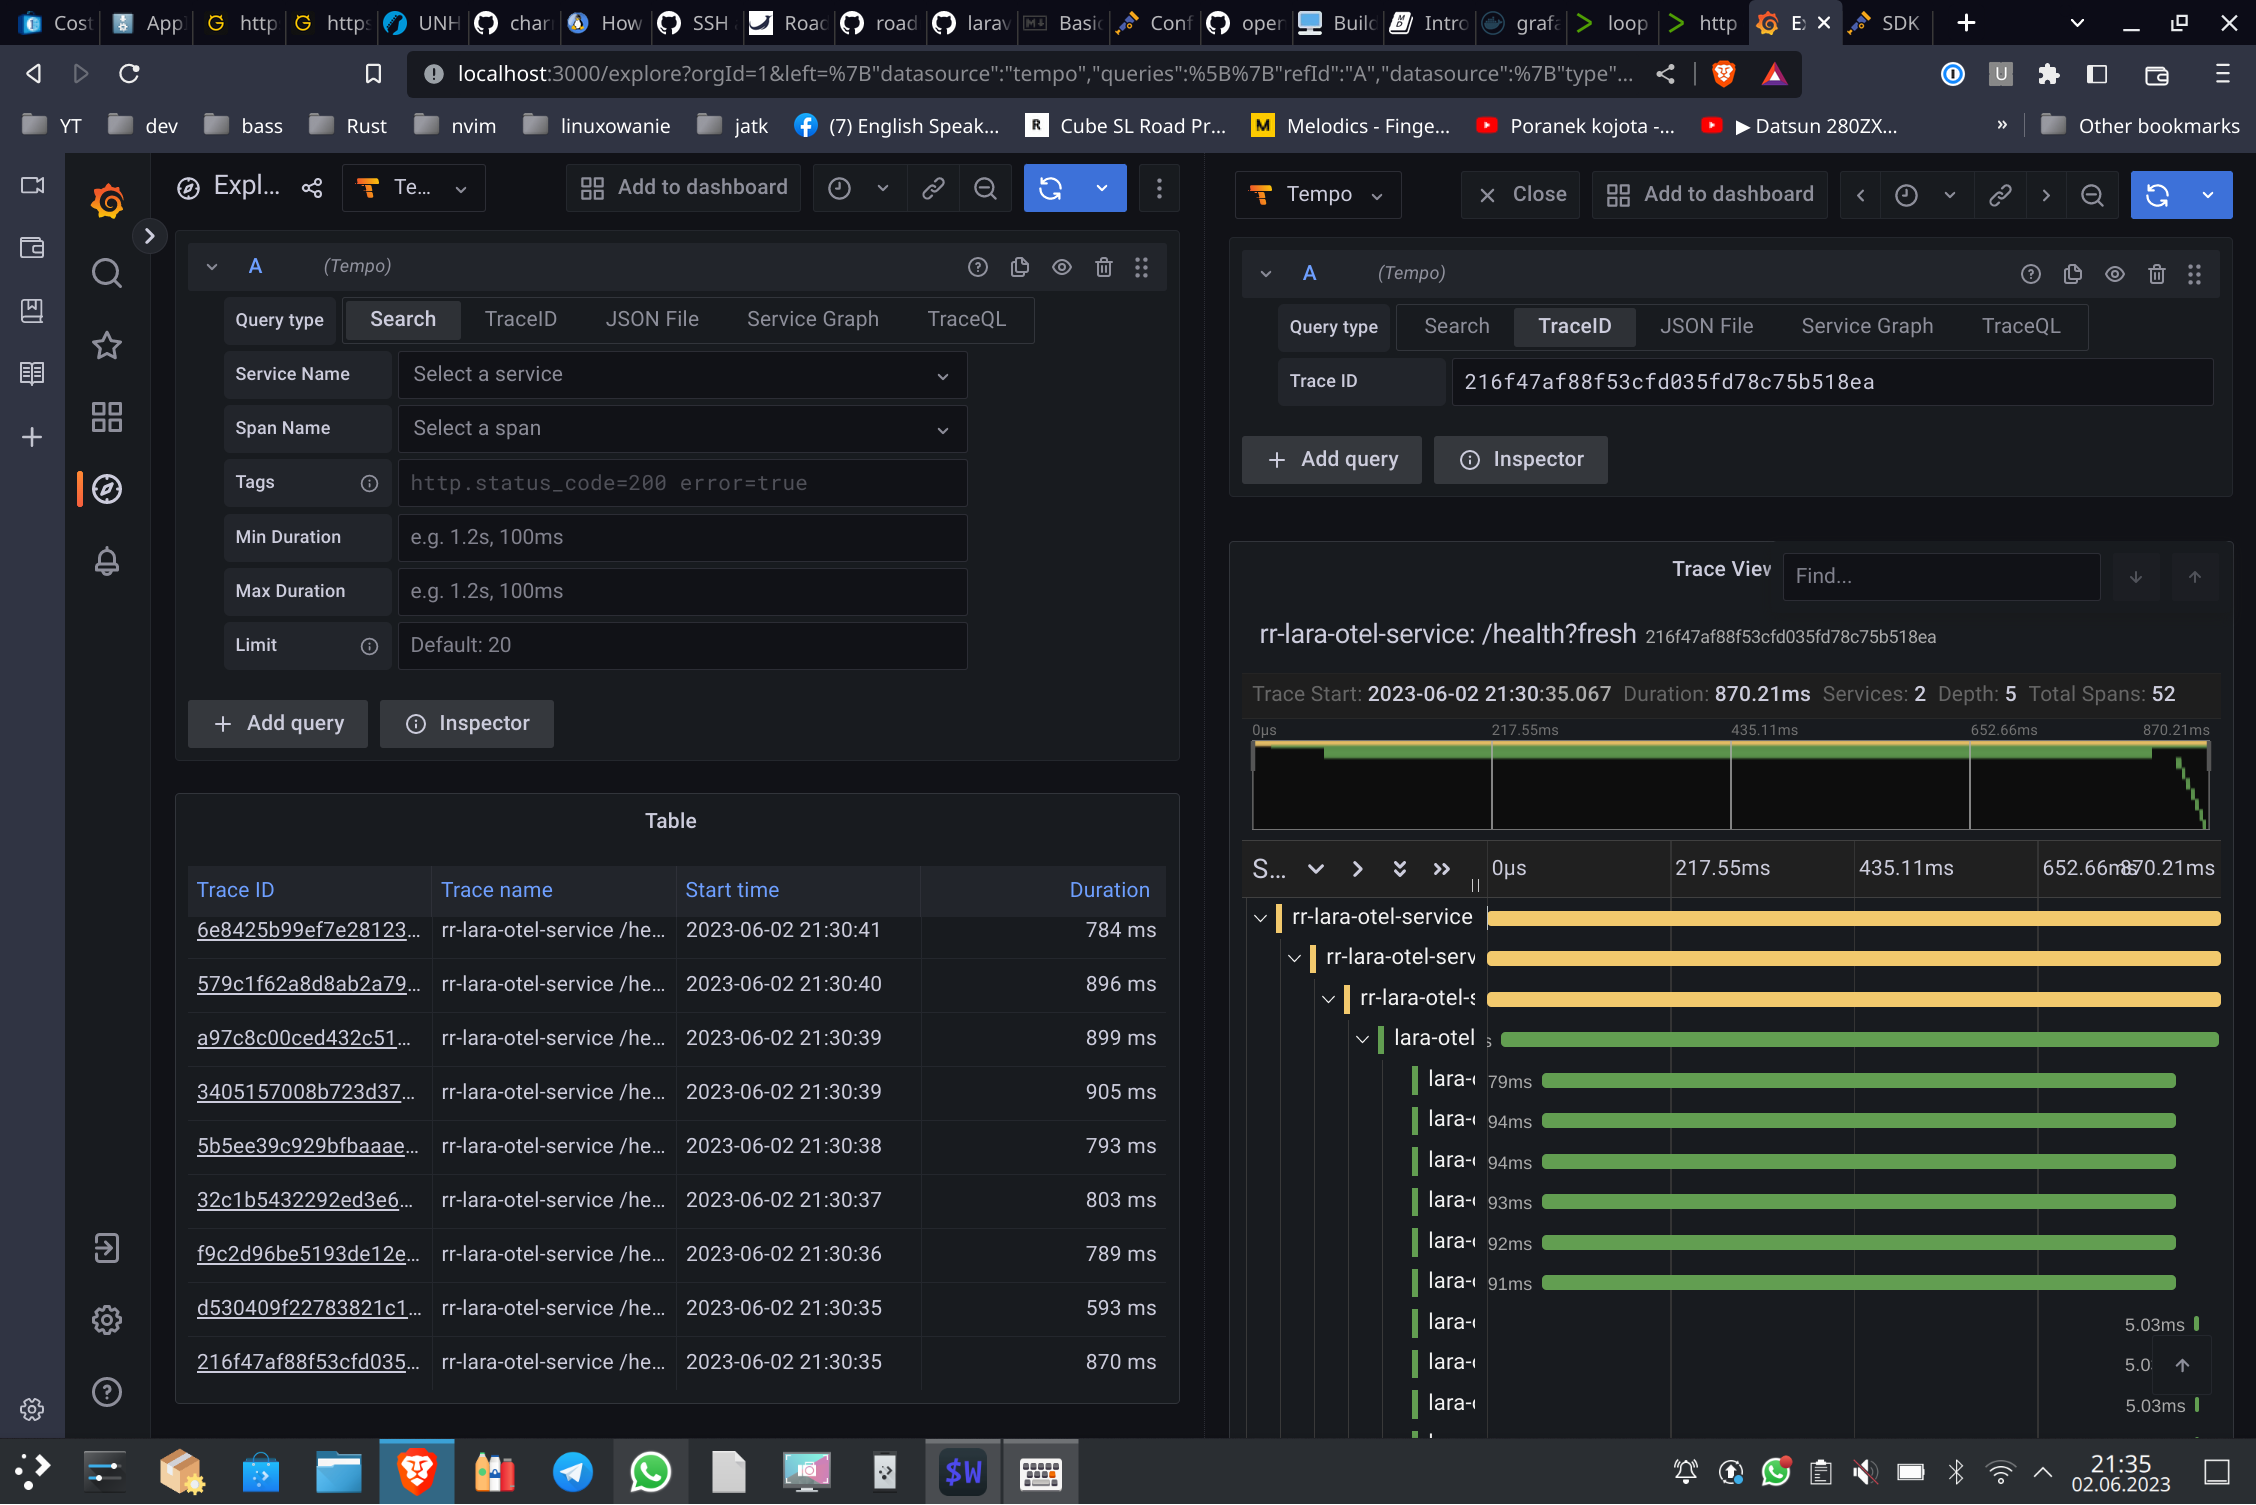 Cost
App
http
https
UNH
char
How
SSH
Road
road
larav
Basic
Conf
open
Build
Intro
grafa
loop
http
E
SDK
localhost:3000/explore?orgId=1&left=%7B"datasource":"tempo","queries":%5B%7B"refId":"A","datasource":%7B"type"...
YT
dev
bass
Rust
nvim
linuxowanie
jatk
(7) English Speak...
Cube SL Road Pr...
Melodics - Finge...
Poranek kojota -...
▶ Datsun 280ZX...
»
Other bookmarks
Expl...
Te...
Add to dashboard
A (Tempo)
Query type Search TraceID JSON File Service Graph TraceQL
Service Name Select a service
Span Name Select a span
Tags http.status_code=200 error=true
Min Duration e.g. 1.2s, 100ms
Max Duration e.g. 1.2s, 100ms
Limit Default: 20
+ Add query Inspector
Table
Trace ID Trace name Start time Duration
6e8425b99ef7e28123... rr-lara-otel-service /he... 2023-06-02 21:30:41 784 ms
579c1f62a8d8ab2a79... rr-lara-otel-service /he... 2023-06-02 21:30:40 896 ms
a97c8c00ced432c51... rr-lara-otel-service /he... 2023-06-02 21:30:39 899 ms
3405157008b723d37... rr-lara-otel-service /he... 2023-06-02 21:30:39 905 ms
5b5ee39c929bfbaaae... rr-lara-otel-service /he... 2023-06-02 21:30:38 793 ms
32c1b5432292ed3e6... rr-lara-otel-service /he... 2023-06-02 21:30:37 803 ms
f9c2d96be5193de12e... rr-lara-otel-service /he... 2023-06-02 21:30:36 789 ms
d530409f22783821c1... rr-lara-otel-service /he... 2023-06-02 21:30:35 593 ms
216f47af88f53cfd035... rr-lara-otel-service /he... 2023-06-02 21:30:35 870 ms
Tempo
Close
Add to dashboard
A (Tempo)
Query type Search TraceID JSON File Service Graph TraceQL
Trace ID 216f47af88f53cfd035fd78c75b518ea
+ Add query Inspector
Trace View
Find...
rr-lara-otel-service: /health?fresh 216f47af88f53cfd035fd78c75b518ea
Trace Start: 2023-06-02 21:30:35.067 Duration: 870.21ms Services: 2 Depth: 5 Total Spans: 52
0μs 217.55ms 435.11ms 652.66ms 870.21ms
S... 0μs 217.55ms 435.11ms 652.66ms 870.21ms
rr-lara-otel-service
rr-lara-otel-serv
rr-lara-otel-s
lara-otel s
lara- 79ms
lara- 94ms
lara- 94ms
lara- 93ms
lara- 92ms
lara- 91ms
lara- 5.03ms
lara- 5.0
lara- 5.03ms
$W
21:35
02.06.2023